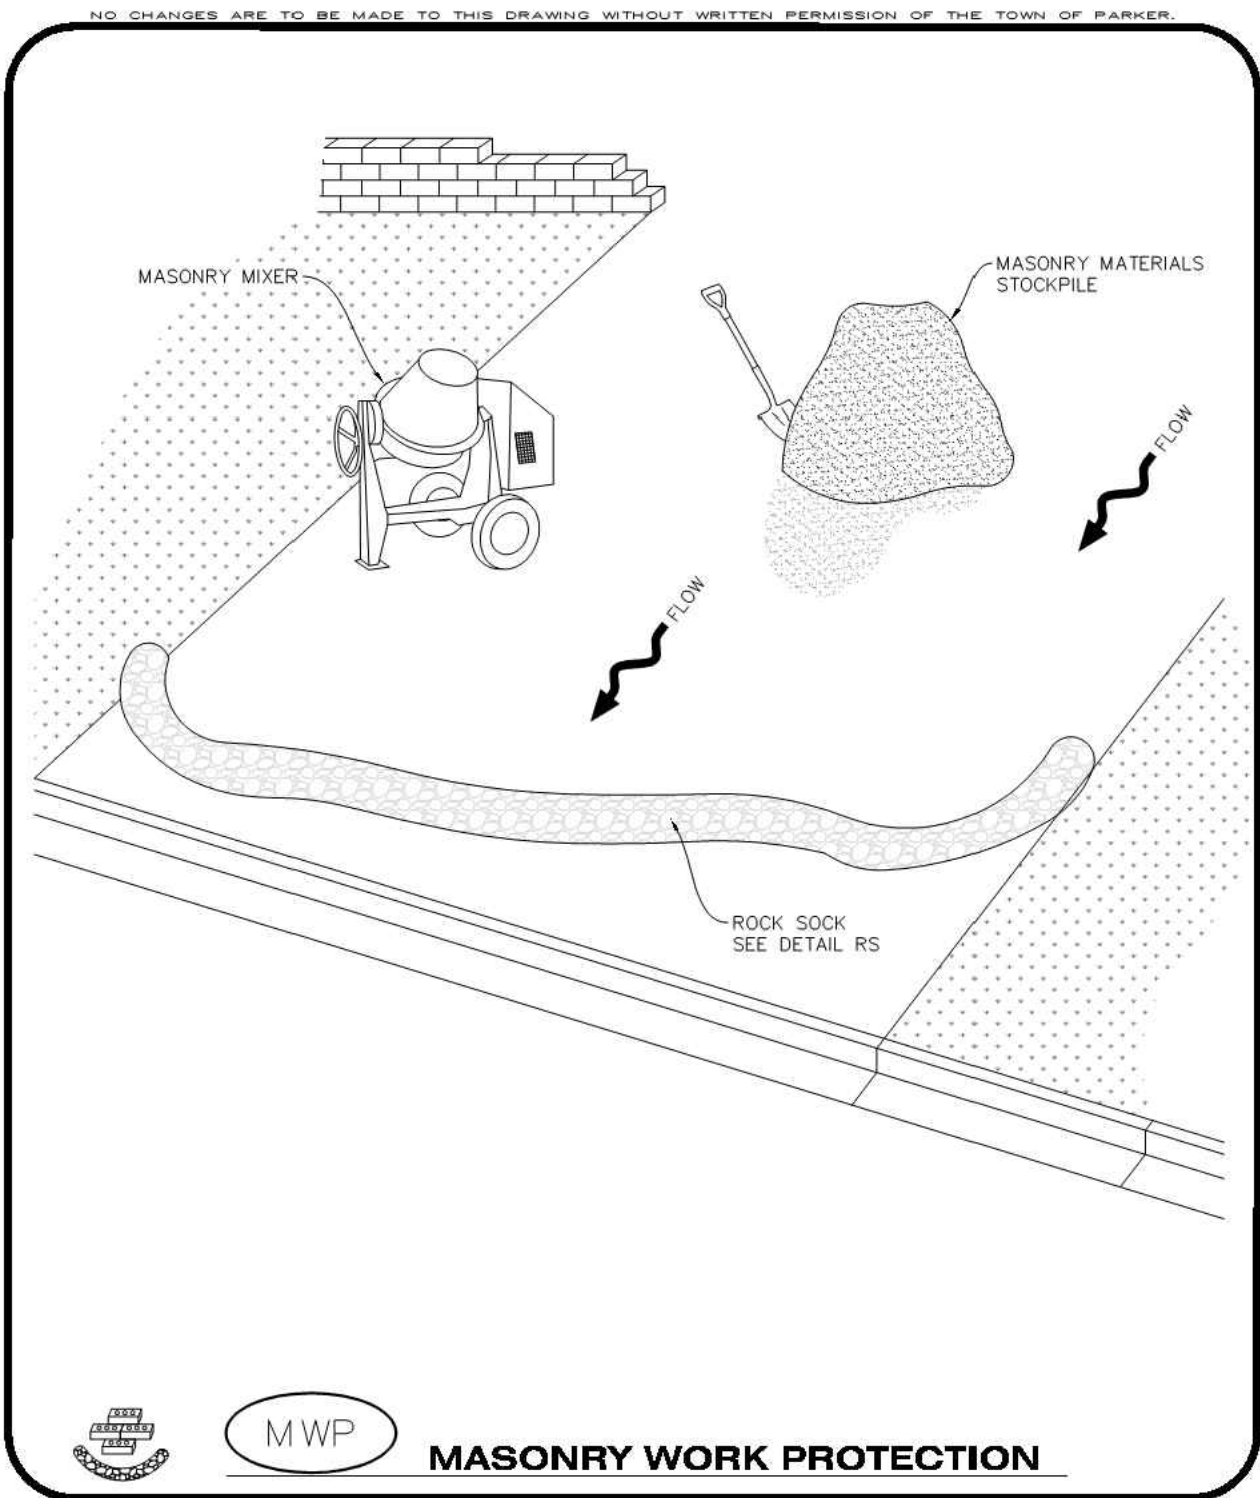 NO CHANGES ARE TO BE MADE TO THIS DRAWING WITHOUT WRITTEN PERMISSION OF THE TOWN OF PARKER.
MASONRY MIXER
MASONRY MATERIALS
STOCKPILE
FLOW
FLOW
ROCK SOCK
SEE DETAIL RS
MWP
MASONRY WORK PROTECTION